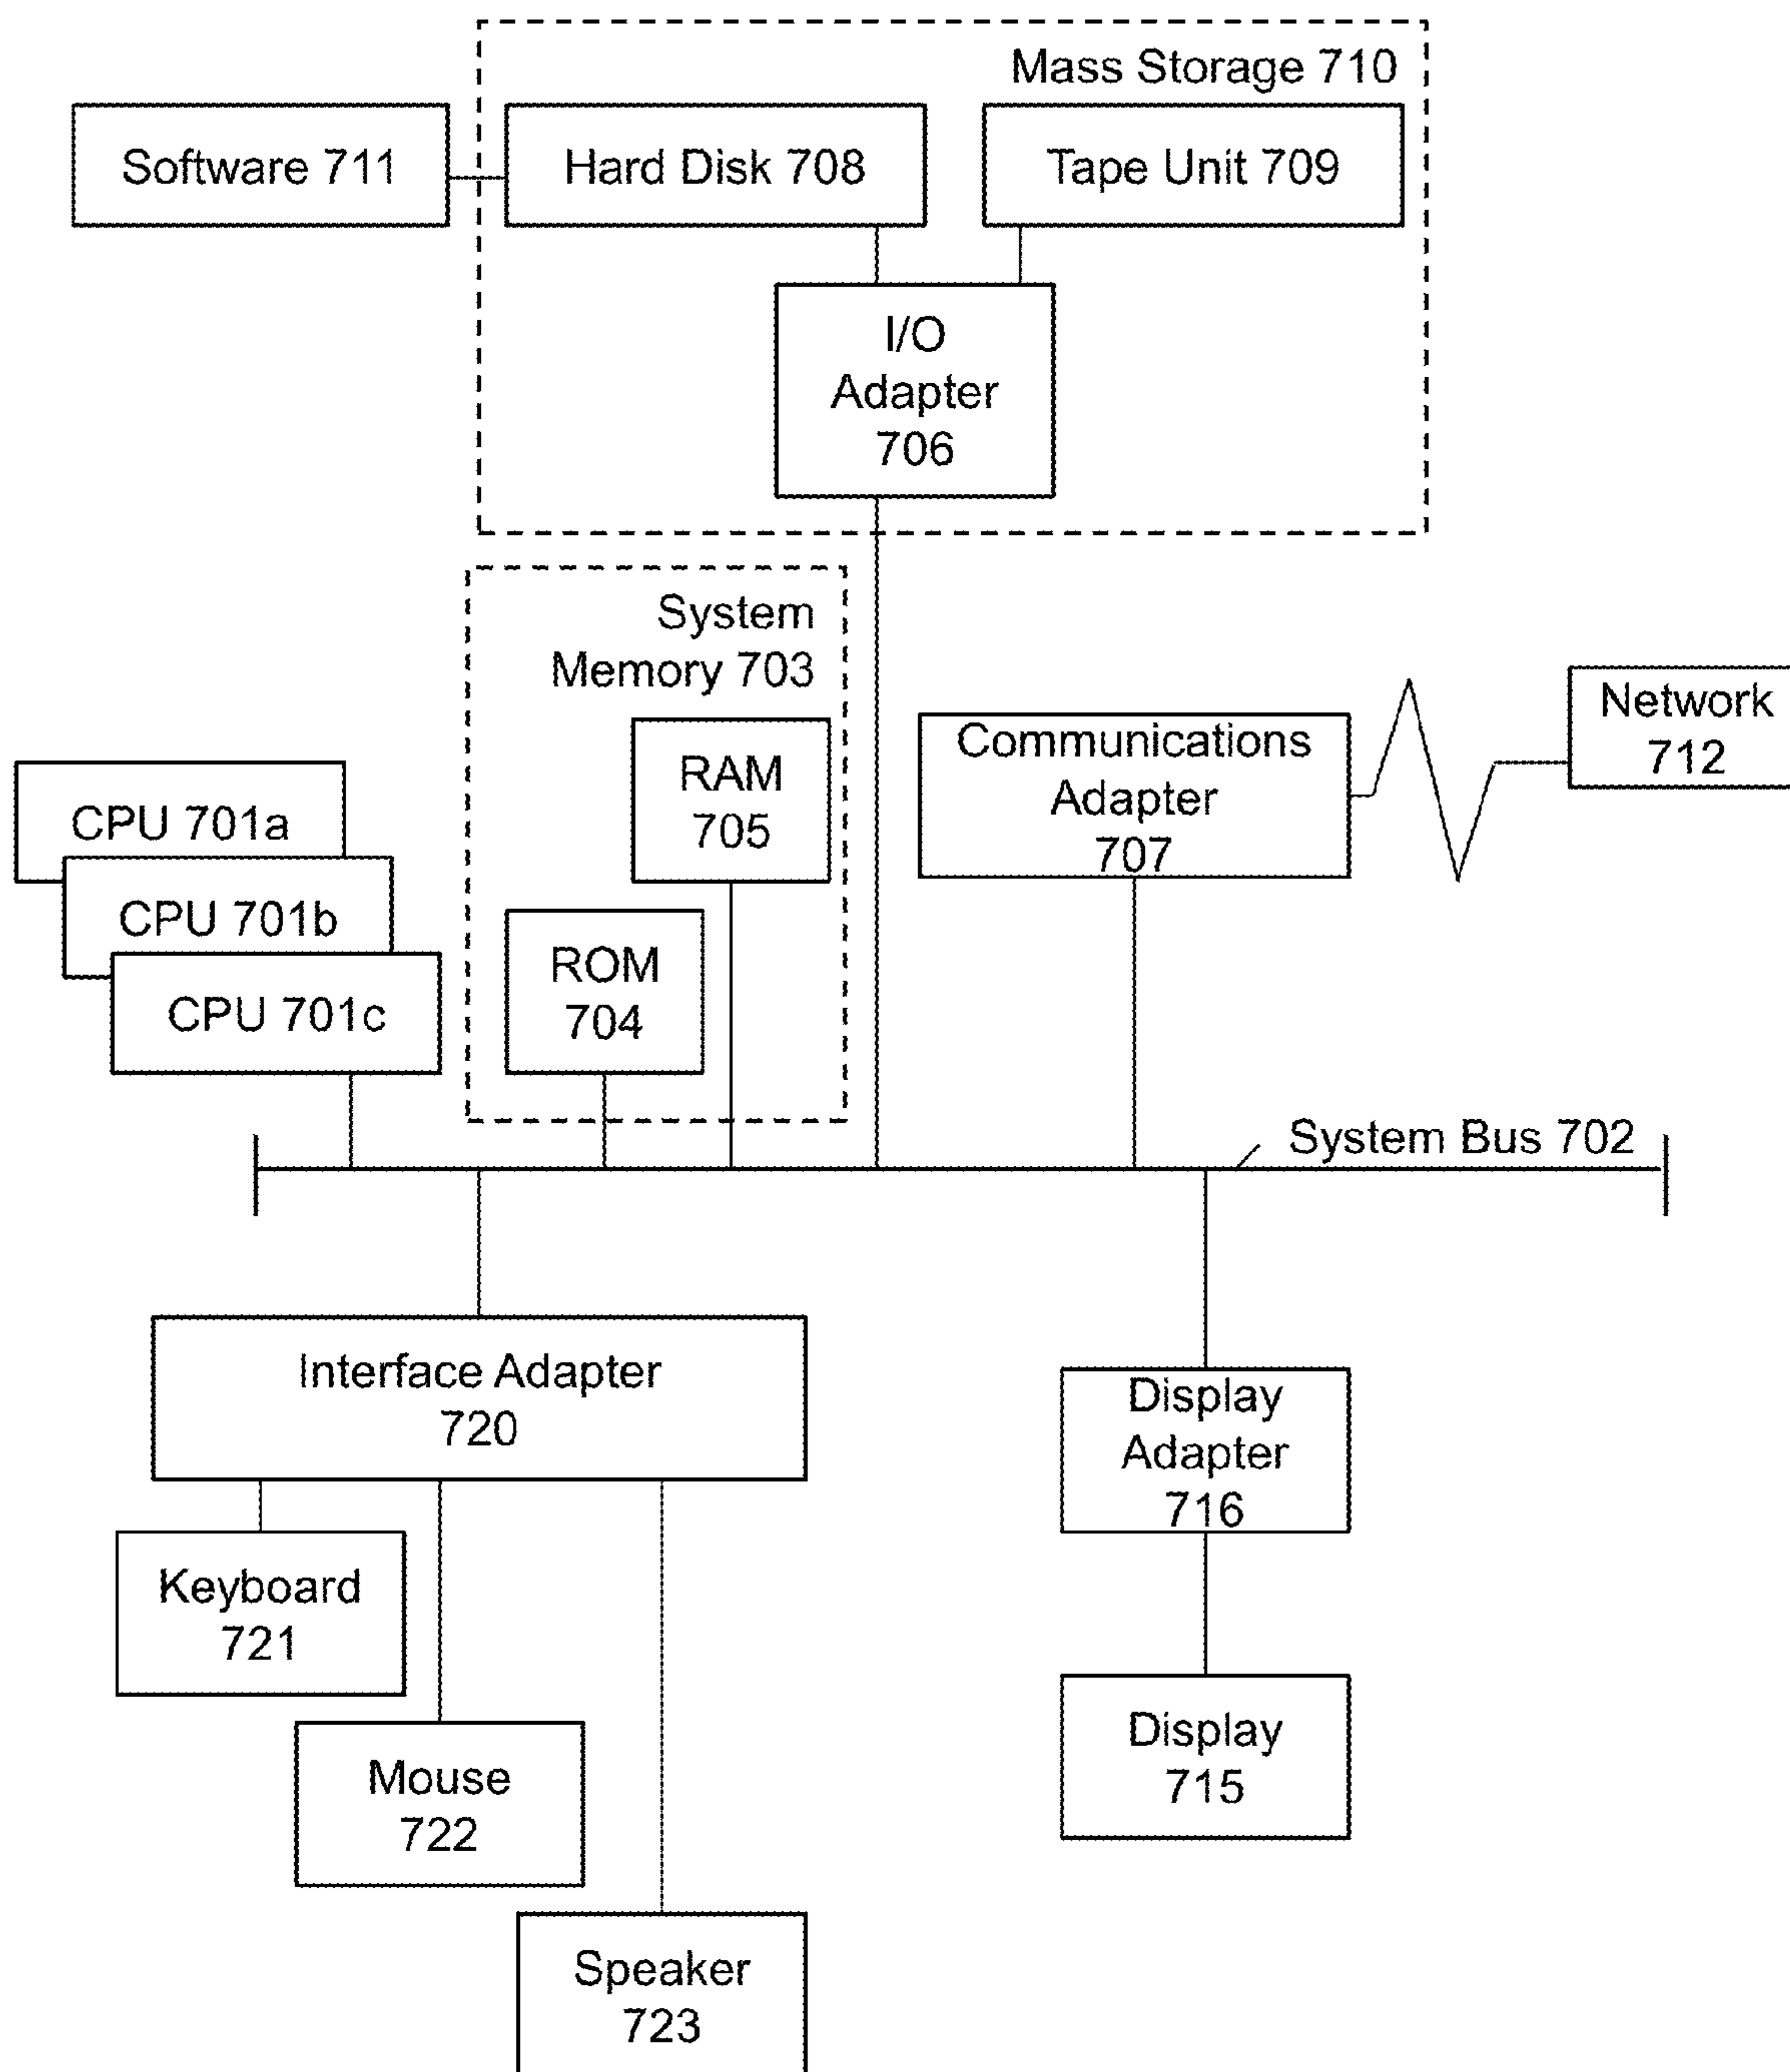 Mass Storage 710
Software 711
Hard Disk 708
Tape Unit 709
I/O
Adapter
706
System
Memory 703
RAM
705
ROM
704
Communications
Adapter
707
Network
712
CPU 701a
CPU 701b
CPU 701c
System Bus 702
Interface Adapter
720
Display
Adapter
716
Keyboard
721
Mouse
722
Speaker
723
Display
715